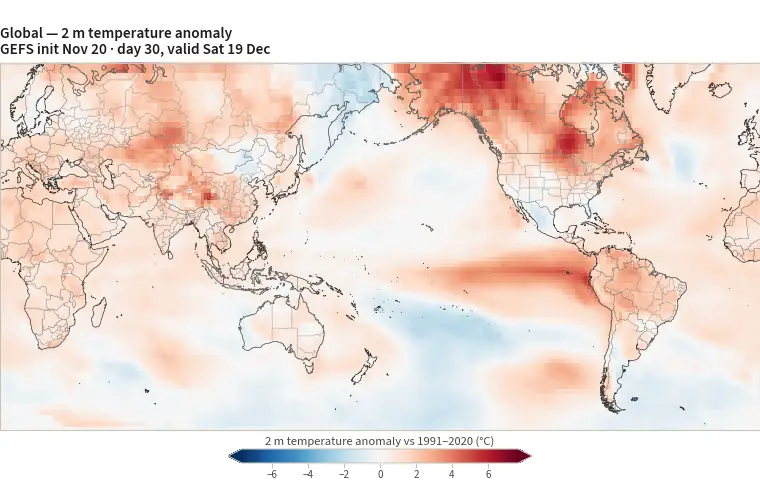 Global — 2 m temperature anomaly
GEFS init Nov 20 · day 30, valid Sat 19 Dec
2 m temperature anomaly vs 1991–2020 (°C)
−6 −4 −2 0 2 4 6